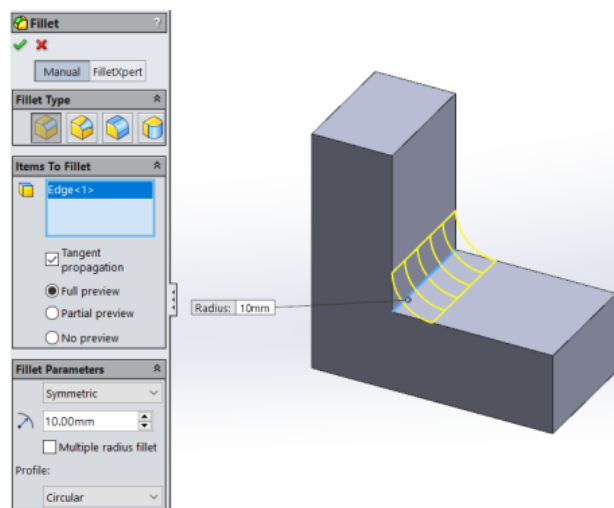 Fillet ?
Manual FilletXpert
Fillet Type
Items To Fillet
Edge<1>
Tangent
propagation
Full preview
Partial preview
No preview
Radius: 10mm
Fillet Parameters
Symmetric
10.00mm
Multiple radius fillet
Profile:
Circular